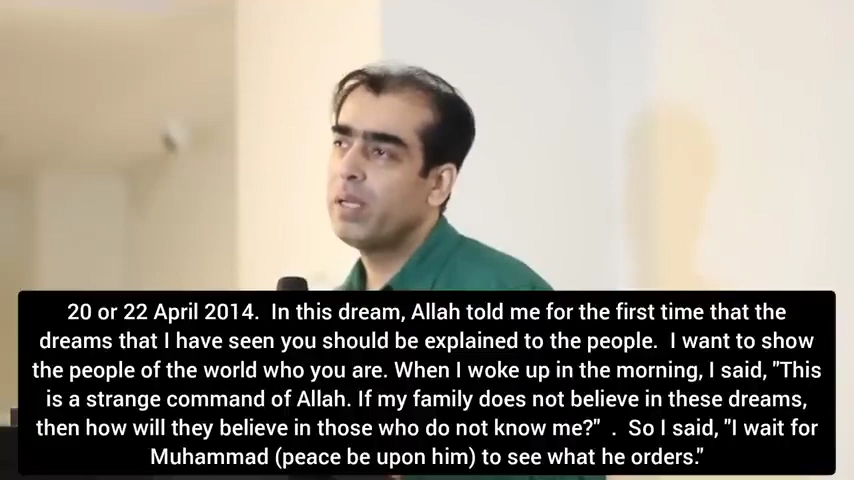 20 or 22 April 2014.  In this dream, Allah told me for the first time that the
dreams that I have seen you should be explained to the people.  I want to show
the people of the world who you are. When I woke up in the morning, I said, "This
is a strange command of Allah. If my family does not believe in these dreams,
then how will they believe in those who do not know me?"  .  So I said, "I wait for
Muhammad (peace be upon him) to see what he orders."